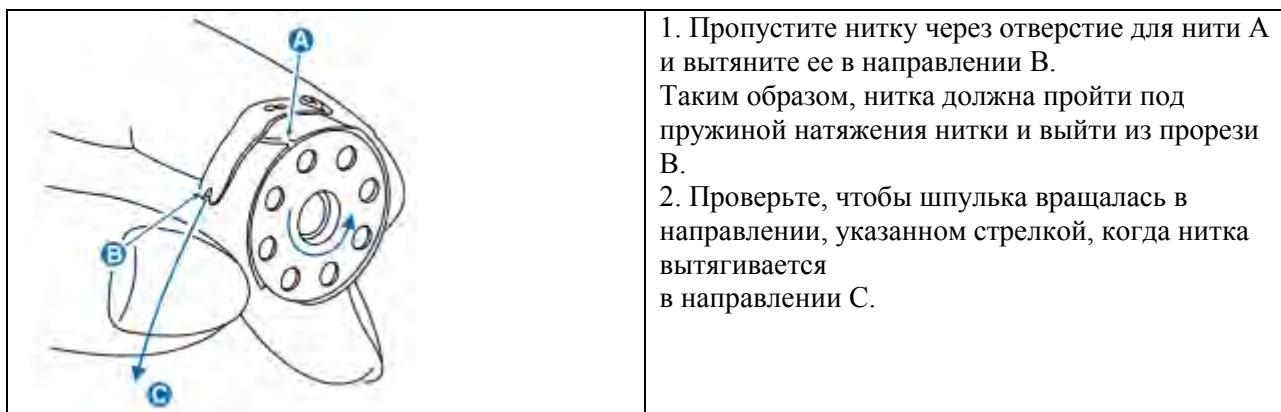 A
B
C
1. Пропустите нитку через отверстие для нити А
и вытяните ее в направлении В.
Таким образом, нитка должна пройти под
пружиной натяжения нитки и выйти из прорези
В.
2. Проверьте, чтобы шпулька вращалась в
направлении, указанном стрелкой, когда нитка
вытягивается
в направлении С.